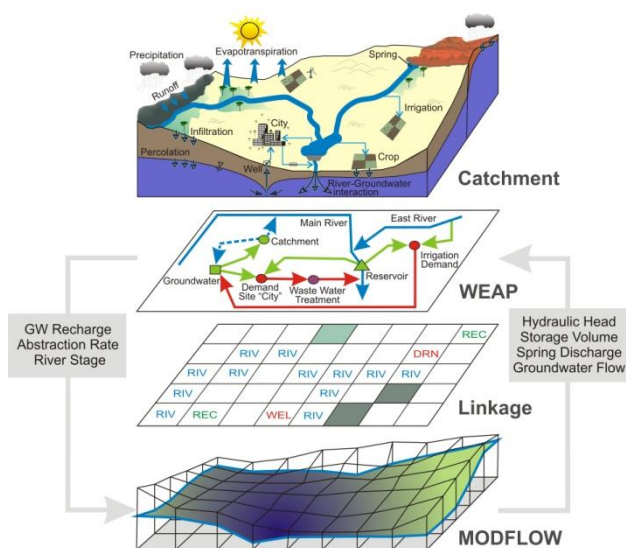 Precipitation
Evapotranspiration
Spring
Runoff
Infiltration
City
Irrigation
Percolation
Well
Crop
River-Groundwater
interaction
Catchment
Main River
East River
Catchment
Groundwater
Reservoir
Irrigation
Demand
Demand
Site "City"
Waste Water
Treatment
WEAP
GW Recharge
Abstraction Rate
River Stage
Hydraulic Head
Storage Volume
Spring Discharge
Groundwater Flow
REC
RIV RIV DRN
RIV RIV RIV RIV RIV
RIV RIV
RIV REC WEL RIV
Linkage
MODFLOW